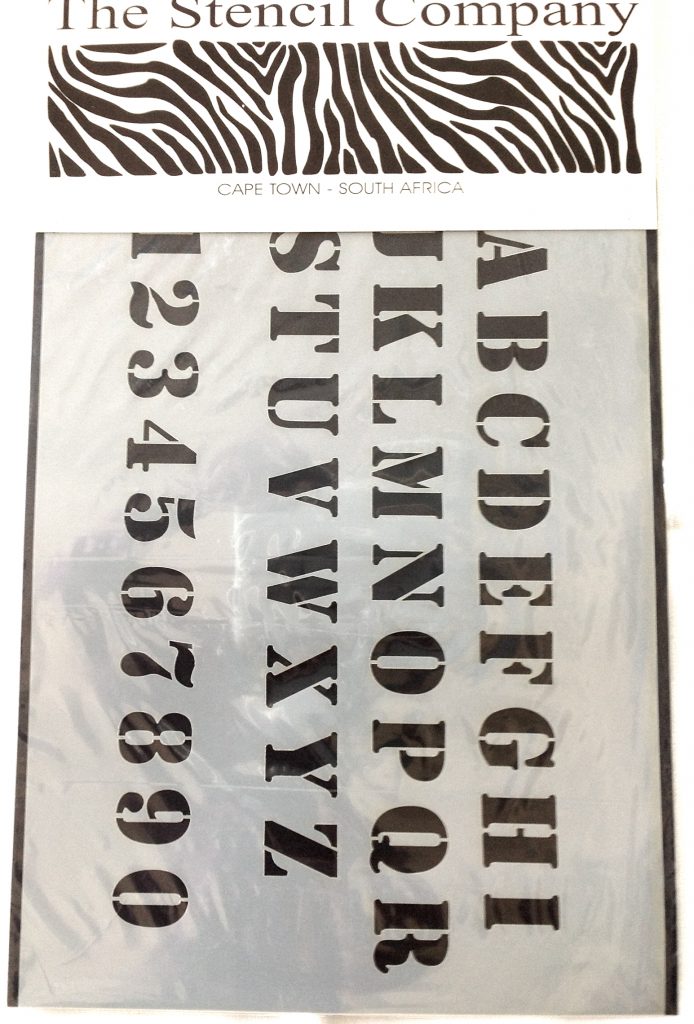 The Stencil Company
CAPE TOWN - SOUTH AFRICA
ABCDEFGHI
JKLMNOPQR
STUVWXYZ
1234567890